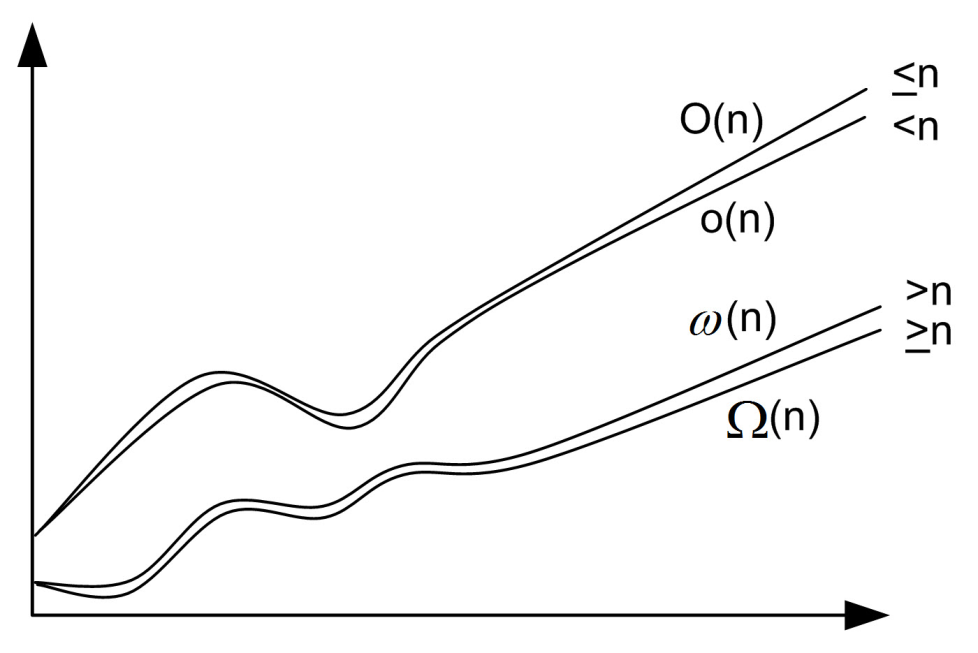 ≤n
O(n)
<n
o(n)
>n
ω(n)
≥n
Ω(n)